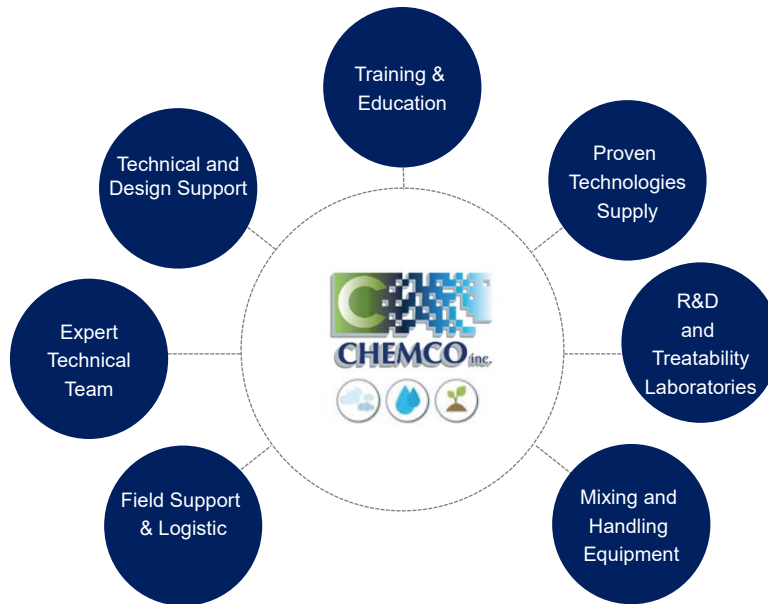 Training &
Education
Technical and
Design Support
Proven
Technologies
Supply
Expert
Technical
Team
C
CHEMCO inc.
R&D
and
Treatability
Laboratories
Field Support
& Logistic
Mixing and
Handling
Equipment